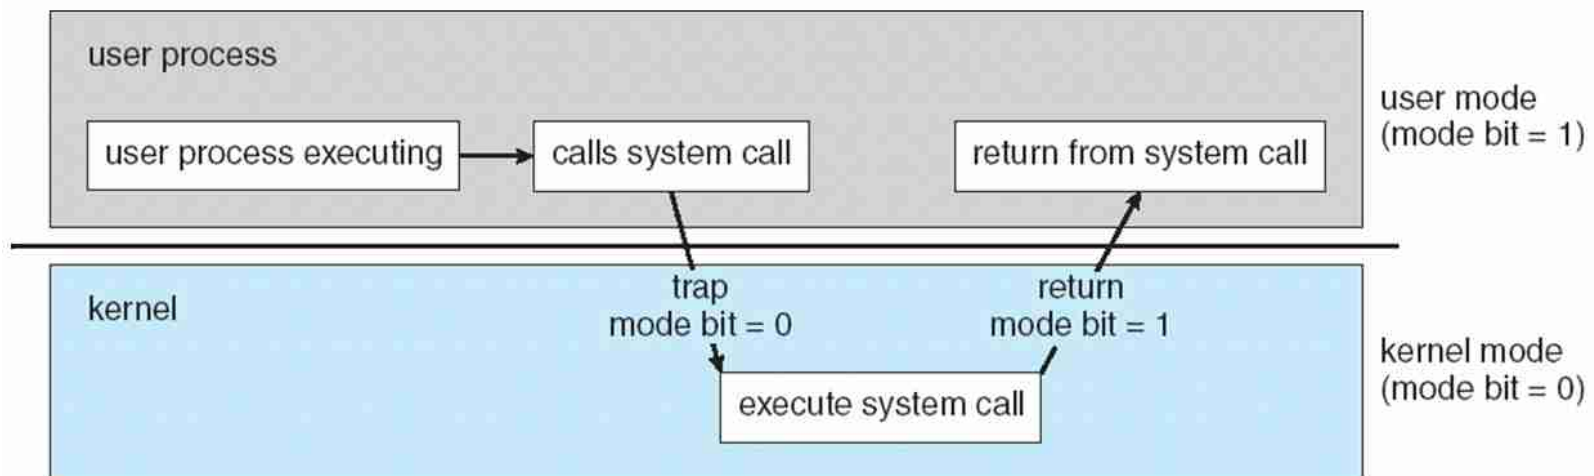 user process
user process executing
calls system call
return from system call
user mode
(mode bit = 1)
kernel
trap
mode bit = 0
return
mode bit = 1
execute system call
kernel mode
(mode bit = 0)